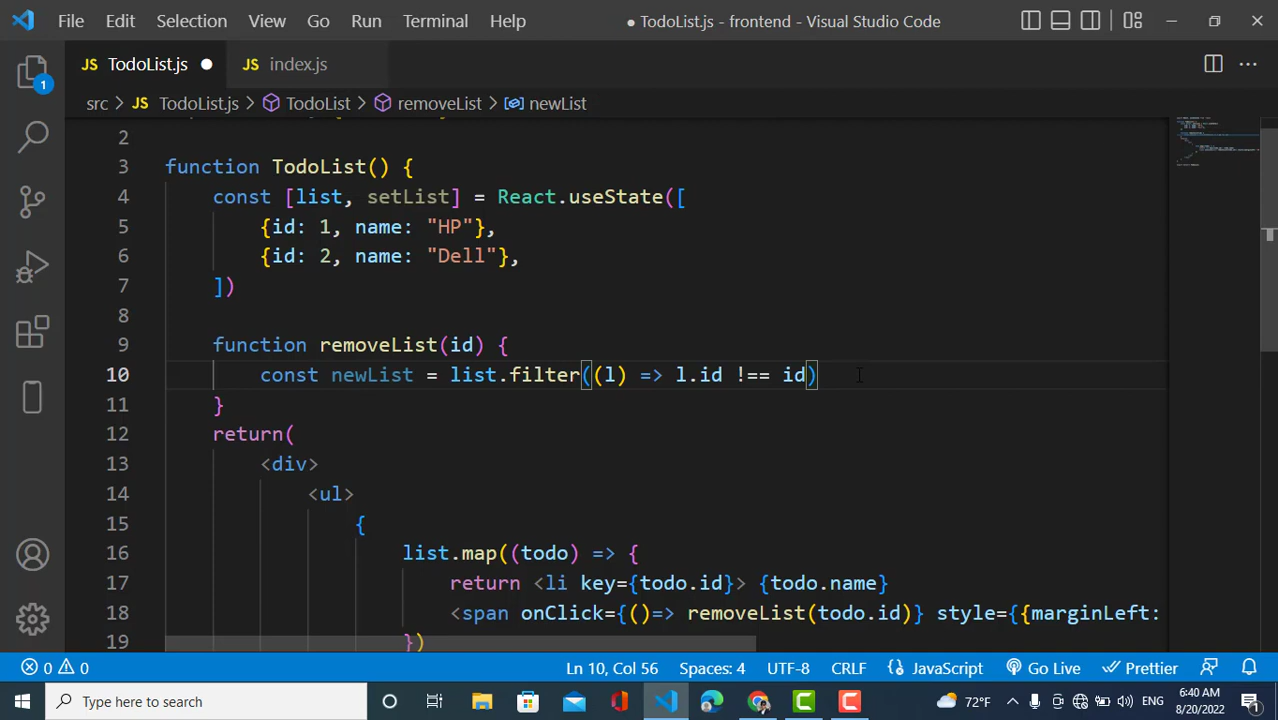 File Edit Selection View Go Run Terminal Help ● TodoList.js - frontend - Visual Studio Code
JS TodoList.js ● JS index.js
1
src > JS TodoList.js > TodoList > removeList > newList
2
3 function TodoList() {
4 const [list, setList] = React.useState([
5 {id: 1, name: "HP"},
6 {id: 2, name: "Dell"},
7 ])
8
9 function removeList(id) {
10 const newList = list.filter((l) => l.id !== id)
11 }
12 return(
13 <div>
14 <ul>
15 {
16 list.map((todo) => {
17 return <li key={todo.id}> {todo.name}
18 <span onClick={()=> removeList(todo.id)} style={{marginLeft:
19 })
0 0 Ln 10, Col 56 Spaces: 4 UTF-8 CRLF JavaScript Go Live Prettier
Type here to search 72°F ENG 6:40 AM
8/20/2022 1